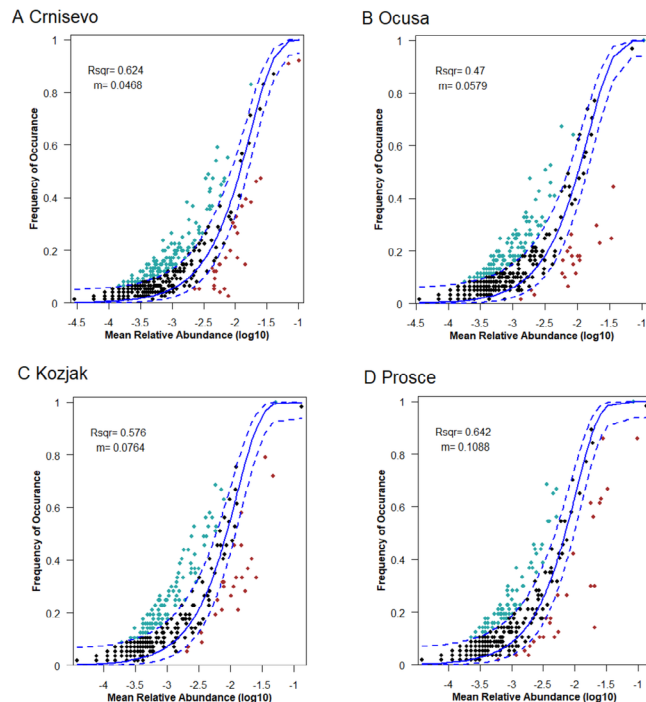 A Crnisevo
Rsqr= 0.624
m= 0.0468
Frequency of Occurance
1
0.8
0.6
0.4
0.2
0
-4.5 -4 -3.5 -3 -2.5 -2 -1.5 -1
Mean Relative Abundance (log10)
B Ocusa
Rsqr= 0.47
m= 0.0579
Frequency of Occurance
1
0.8
0.6
0.4
0.2
0
-4.5 -4 -3.5 -3 -2.5 -2 -1.5 -1
Mean Relative Abundance (log10)
C Kozjak
Rsqr= 0.576
m= 0.0764
Frequency of Occurance
1
0.8
0.6
0.4
0.2
0
-4 -3.5 -3 -2.5 -2 -1.5 -1
Mean Relative Abundance (log10)
D Prosce
Rsqr= 0.642
m= 0.1088
Frequency of Occurance
1
0.8
0.6
0.4
0.2
0
-4 -3.5 -3 -2.5 -2 -1.5 -1
Mean Relative Abundance (log10)